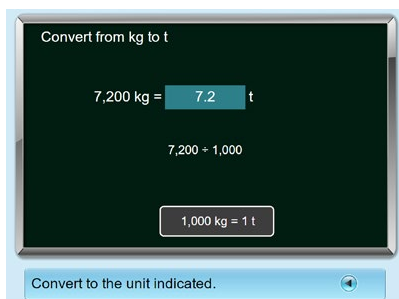 Convert from kg to t
7,200 kg = 7.2 t
7,200 ÷ 1,000
1,000 kg = 1 t
Convert to the unit indicated.